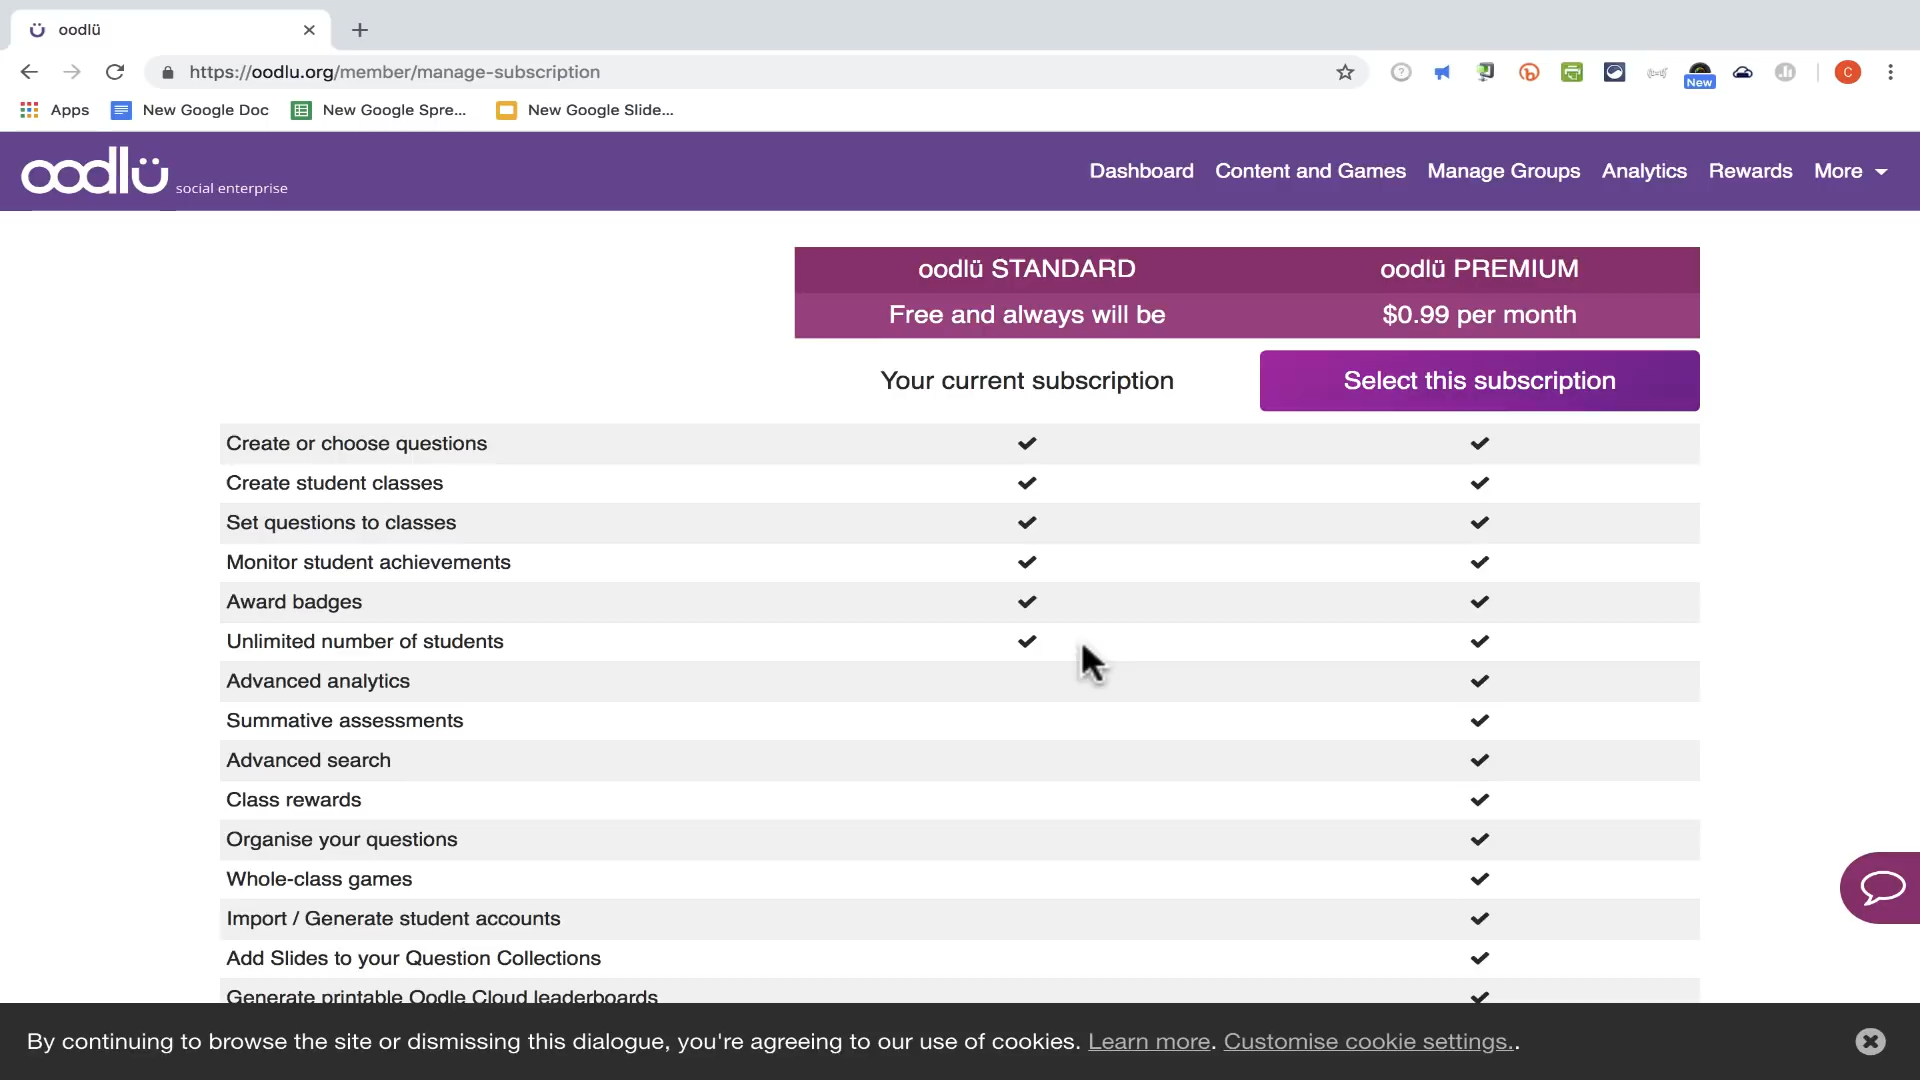 oodlü
https://oodlu.org/member/manage-subscription
New
C
Apps
New Google Doc
New Google Spre...
New Google Slide...
oodlü social enterprise
Dashboard
Content and Games
Manage Groups
Analytics
Rewards
More
oodlü STANDARD
oodlü PREMIUM
Free and always will be
$0.99 per month
Your current subscription
Select this subscription
Create or choose questions
Create student classes
Set questions to classes
Monitor student achievements
Award badges
Unlimited number of students
Advanced analytics
Summative assessments
Advanced search
Class rewards
Organise your questions
Whole-class games
Import / Generate student accounts
Add Slides to your Question Collections
Generate printable Oodle Cloud leaderboards
By continuing to browse the site or dismissing this dialogue, you're agreeing to our use of cookies. Learn more. Customise cookie settings..